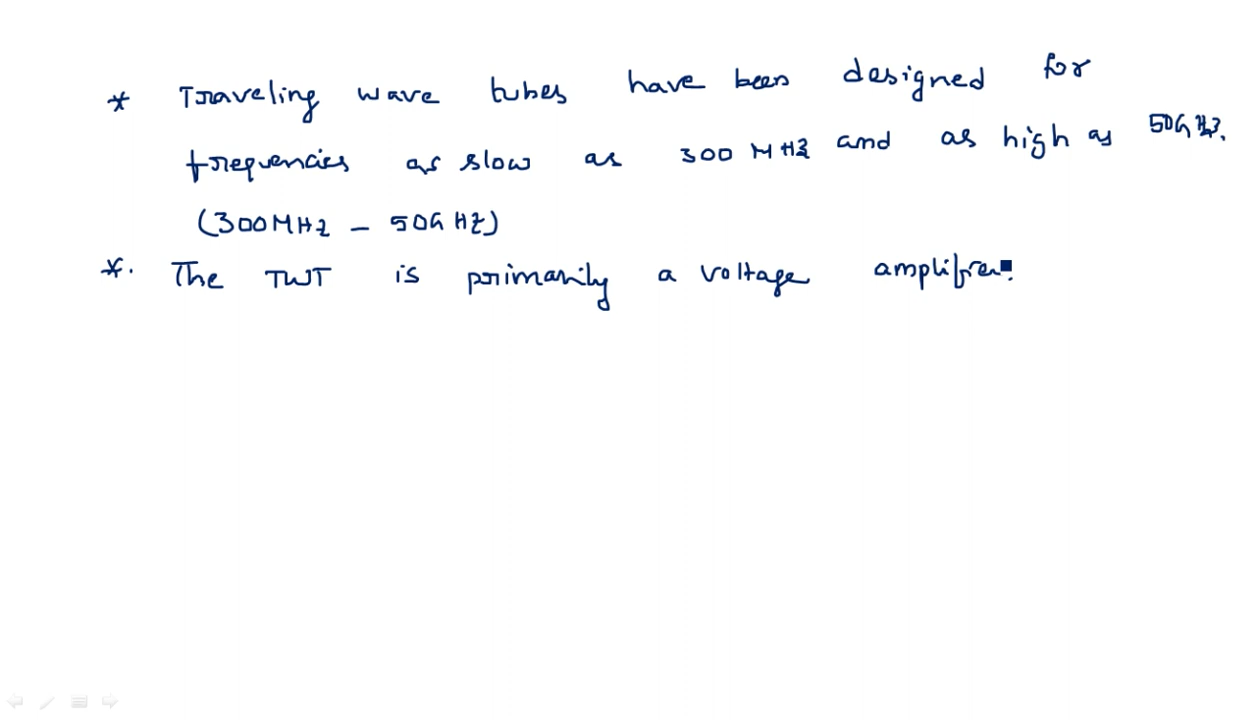 * Traveling wave tubes have been designed for
frequencies as slow as 300 MHz and as high as 50GHz.
(300MHz - 50GHz)
*. The TWT is primarily a voltage amplifier.